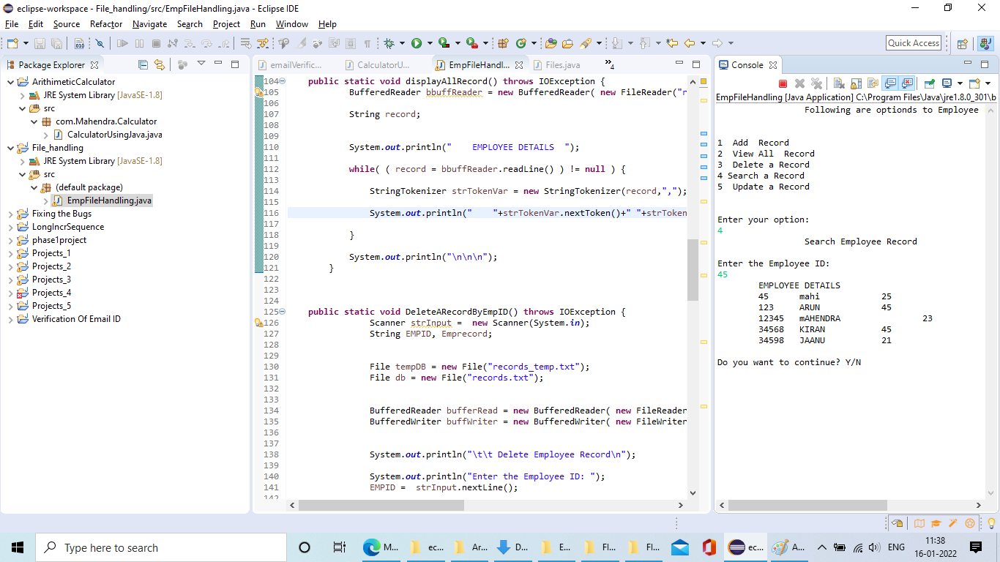 eclipse-workspace - File_handling/src/EmpFileHandling.java - Eclipse IDE
File Edit Source Refactor Navigate Search Project Run Window Help
Quick Access
Package Explorer
ArithimeticCalculator
JRE System Library [JavaSE-1.8]
src
com.Mahendra.Calculator
CalculatorUsingJava.java
File_handling
JRE System Library [JavaSE-1.8]
src
(default package)
EmpFileHandling.java
Fixing the Bugs
LongIncrSequence
phase1project
Projects_1
Projects_2
Projects_3
Projects_4
Projects_5
Verification Of Email ID
emailVerific... CalculatorU... EmpFileHandl... Files.java »4
104 public static void displayAllRecord() throws IOException {
105 BufferedReader bbuffReader = new BufferedReader( new FileReader("r
106
107 String record;
108
109
110 System.out.println("    EMPLOYEE DETAILS  ");
111
112 while( ( record = bbuffReader.readLine() ) != null ) {
113
114 StringTokenizer strTokenVar = new StringTokenizer(record,",");
115
116 System.out.println("    "+strTokenVar.nextToken()+" "+strToken
117
118 }
119
120 System.out.println("\n\n\n");
121 }
122
123
124
125 public static void DeleteARecordByEmpID() throws IOException {
126 Scanner strInput =  new Scanner(System.in);
127 String EMPID, Emprecord;
128
129
130 File tempDB = new File("records_temp.txt");
131 File db = new File("records.txt");
132
133
134 BufferedReader bufferRead = new BufferedReader( new FileReader
135 BufferedWriter buffWriter = new BufferedWriter( new FileWriter
136
137
138 System.out.println("\t\t Delete Employee Record\n");
139
140 System.out.println("Enter the Employee ID: ");
141 EMPID =  strInput.nextLine();
142
Console
EmpFileHandling [Java Application] C:\Program Files\Java\jre1.8.0_301\b
Following are optionds to Employee
1  Add  Record
2  View All  Record
3  Delete a Record
4 Search a Record
5  Update a Record
Enter your option:
4
Search Employee Record
Enter the Employee ID:
45
EMPLOYEE DETAILS
45 mahi 25
123 ARUN 45
12345 mAHENDRA 23
34568 KIRAN 45
34598 JAANU 21
Do you want to continue? Y/N
Type here to search
M... ec... Ar... D... E... Fl... Fl... ec... A...
ENG
11:38
16-01-2022